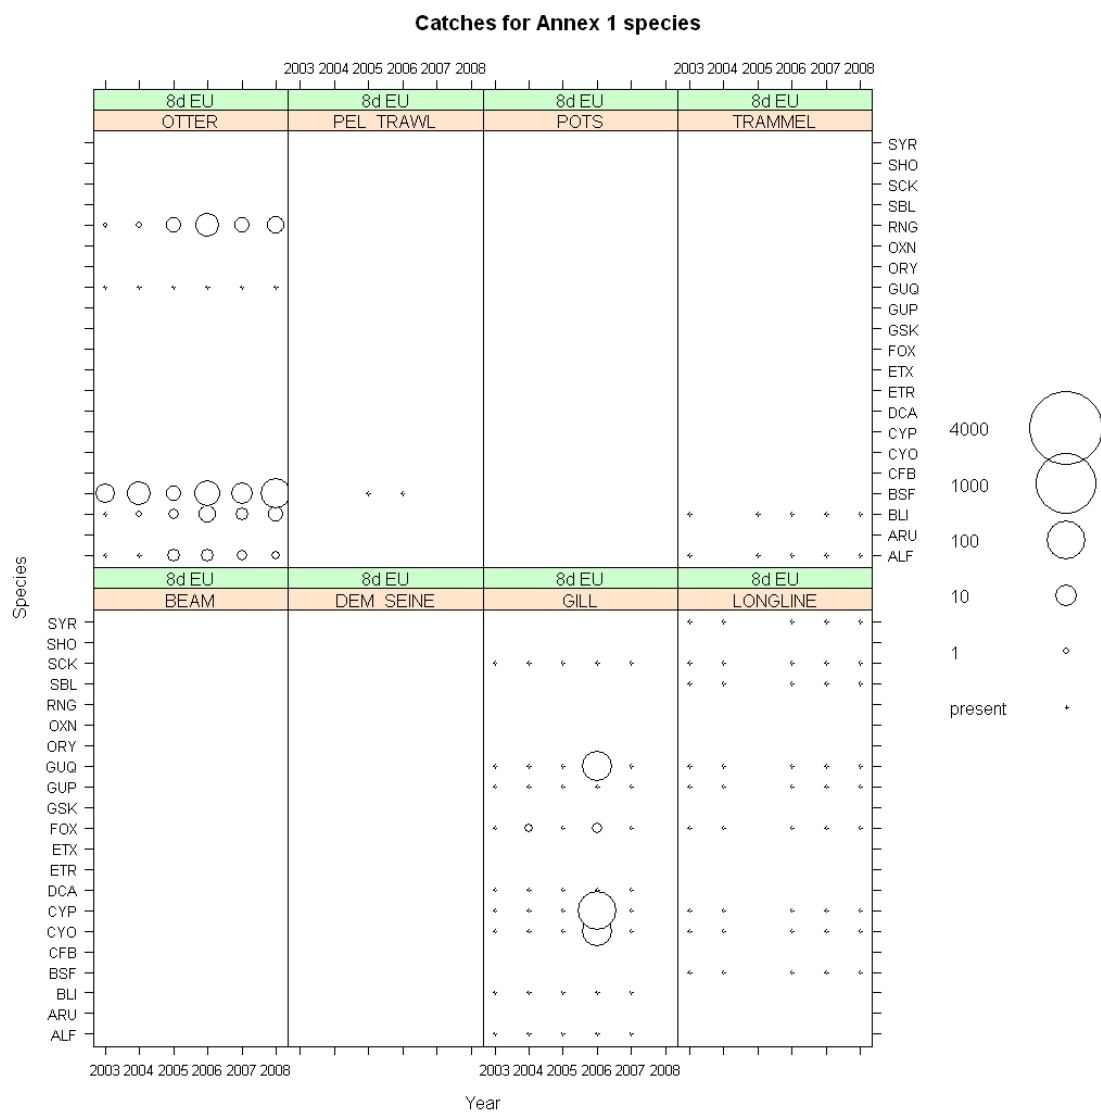 Catches for Annex 1 species
2003 2004 2005 2006 2007 2008
2003 2004 2005 2006 2007 2008
8d EU 8d EU 8d EU 8d EU
OTTER PEL TRAWL POTS TRAMMEL
SYR
SHO
SCK
SBL
RNG
OXN
ORY
GUQ
GUP
GSK
FOX
ETX
ETR
DCA
CYP
CYO
CFB
BSF
BLI
ARU
ALF
4000
1000
100
10
1
present
Species
8d EU 8d EU 8d EU 8d EU
BEAM DEM SEINE GILL LONGLINE
SYR
SHO
SCK
SBL
RNG
OXN
ORY
GUQ
GUP
GSK
FOX
ETX
ETR
DCA
CYP
CYO
CFB
BSF
BLI
ARU
ALF
2003 2004 2005 2006 2007 2008
2003 2004 2005 2006 2007 2008
Year